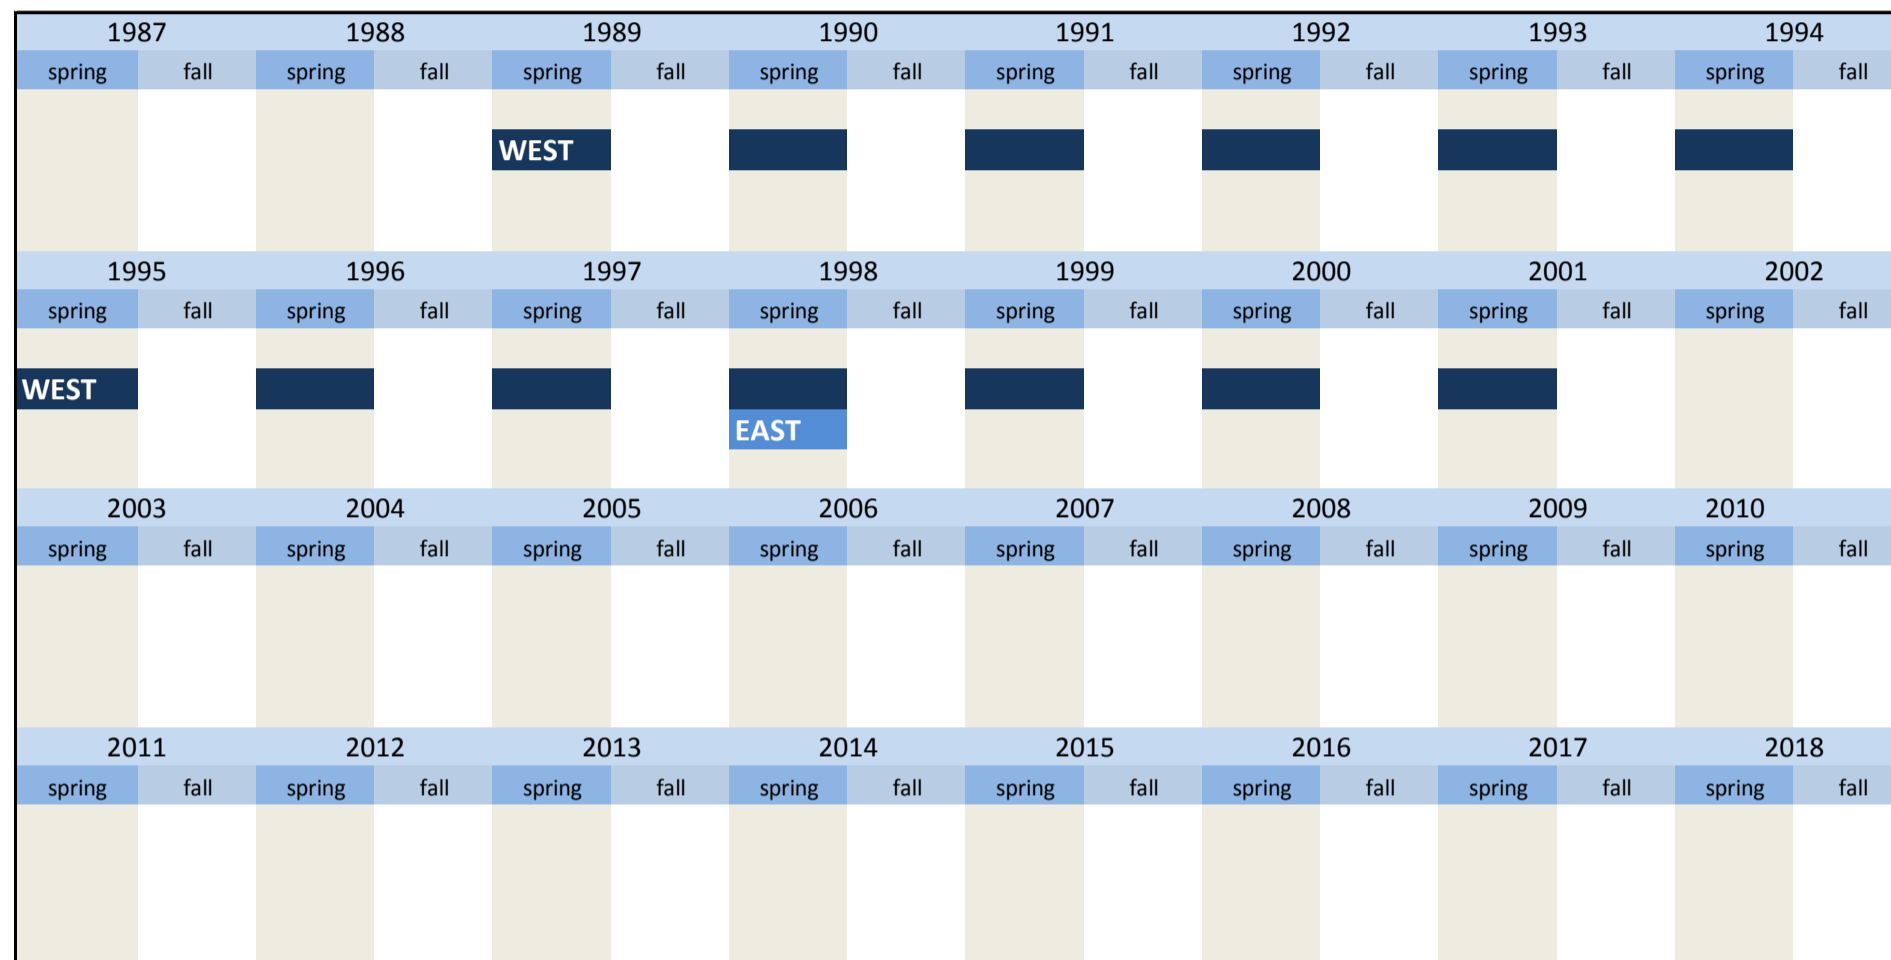 1987 1988 1989 1990 1991 1992 1993 1994
spring fall spring fall spring fall spring fall spring fall spring fall spring fall spring fall
WEST
1995 1996 1997 1998 1999 2000 2001 2002
spring fall spring fall spring fall spring fall spring fall spring fall spring fall spring fall
WEST
EAST
2003 2004 2005 2006 2007 2008 2009 2010
spring fall spring fall spring fall spring fall spring fall spring fall spring fall spring fall
2011 2012 2013 2014 2015 2016 2017 2018
spring fall spring fall spring fall spring fall spring fall spring fall spring fall spring fall